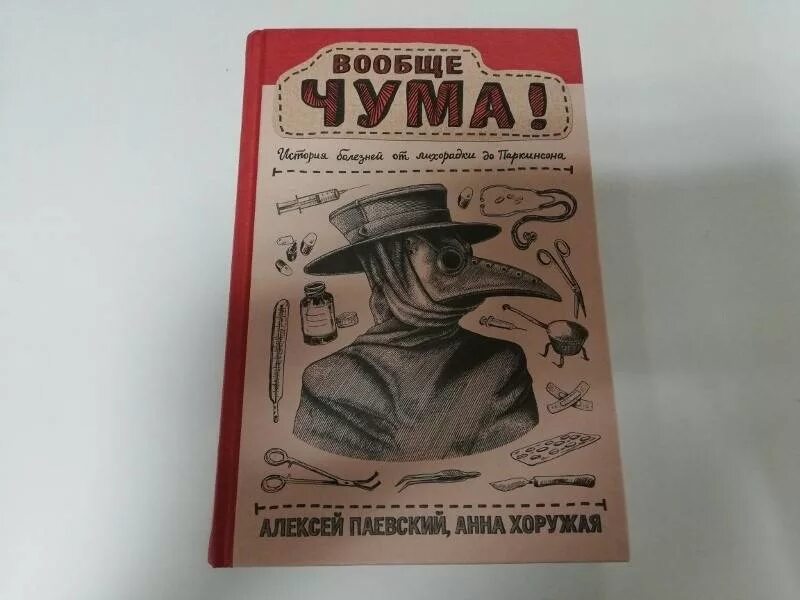 ВООБЩЕ
ЧУМА!
История болезней от лихорадки до Паркинсона
АЛЕКСЕЙ ПАЕВСКИЙ, АННА ХОРУЖАЯ